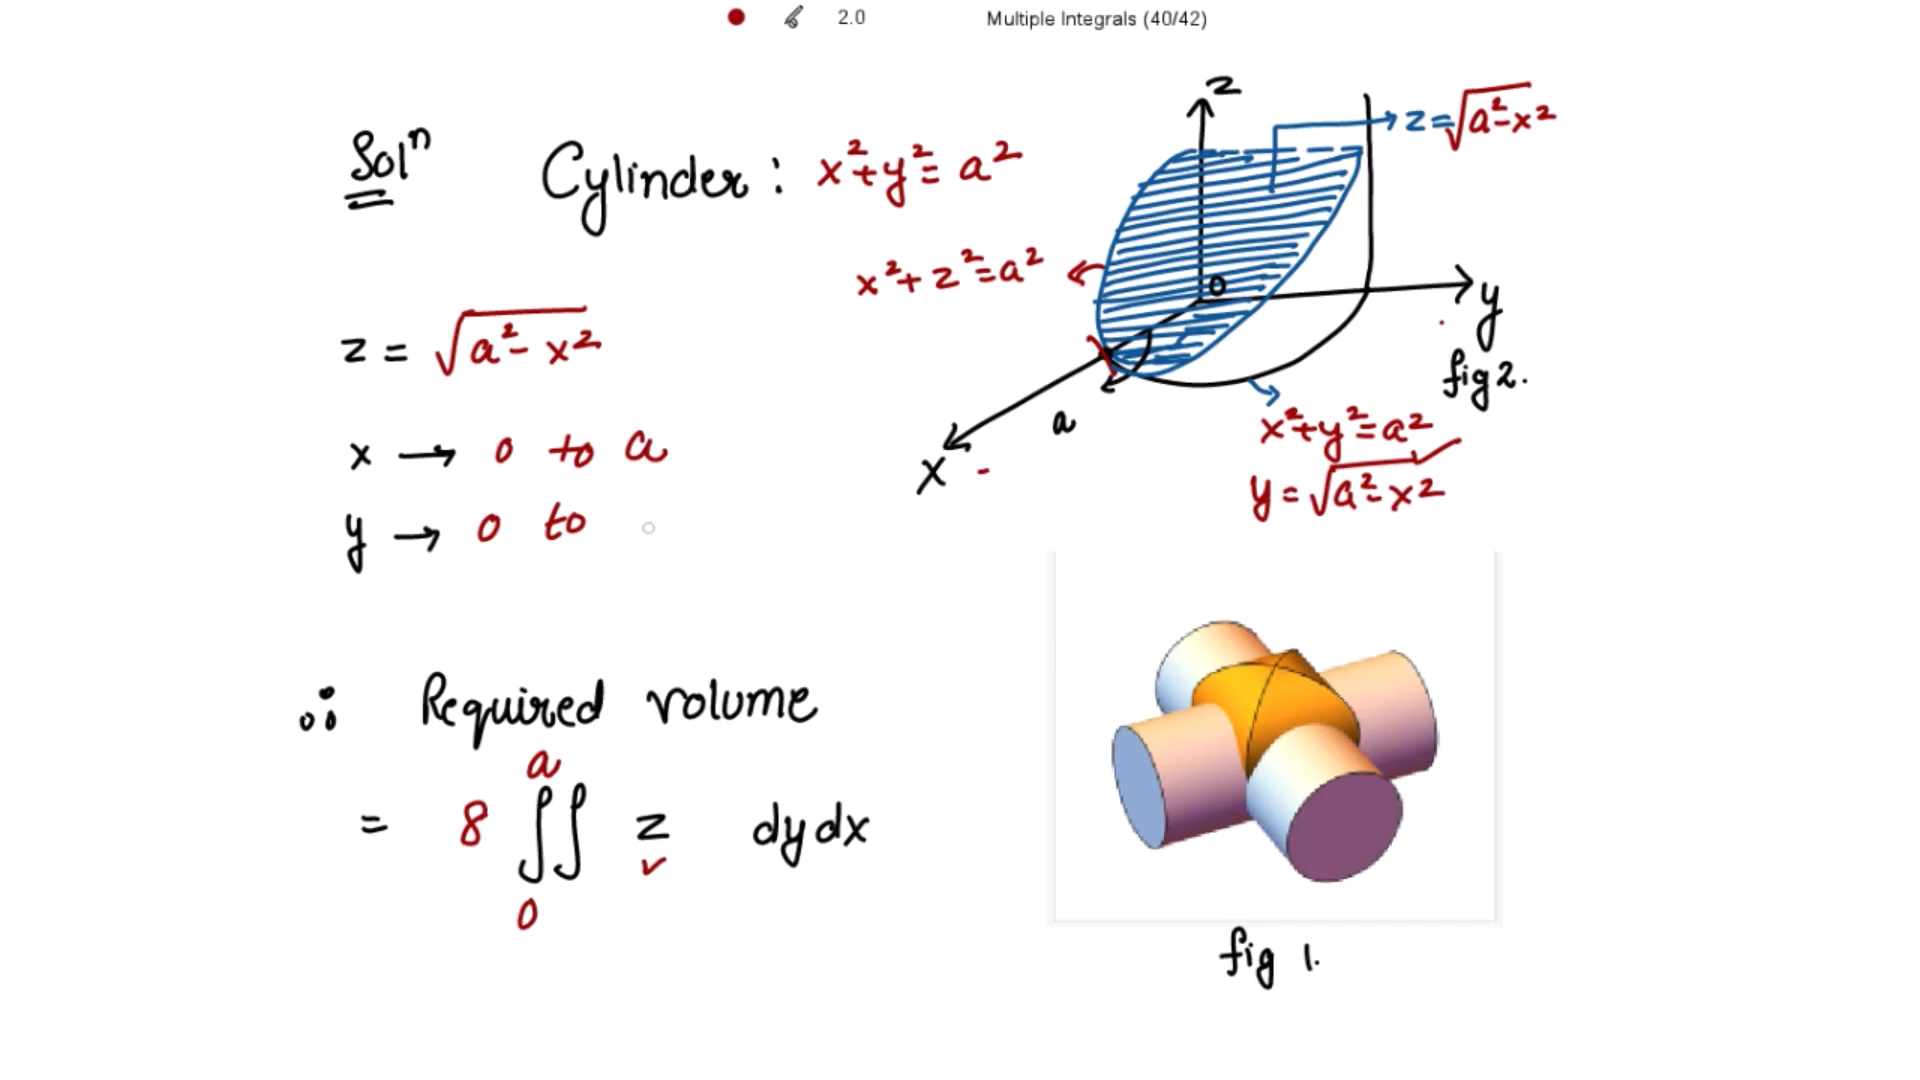 2.0 Multiple Integrals (40/42)
Solⁿ Cylinder : x²+y²=a²
z = √a²-x²
x → 0 to a
y → 0 to
∴ Required volume
= 8 ∫∫ z dy dx
a
0
z
→ z=√a²-x²
x²+z²=a²
0
y
fig 2.
a
x²+y²=a²
y=√a²-x²
X
fig 1.